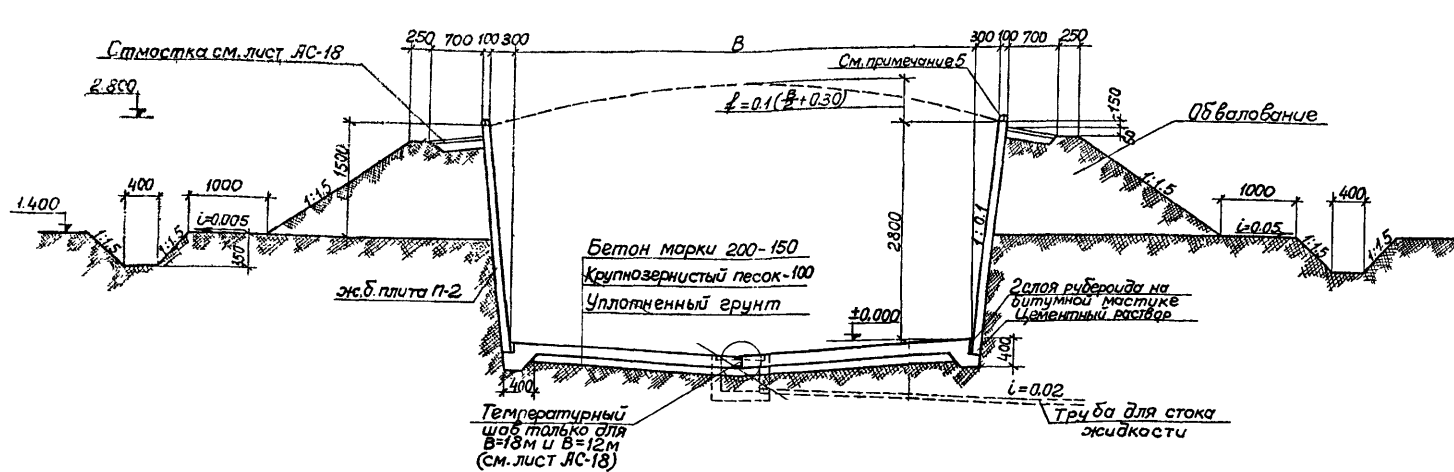 250 700 100 300 В 300 100 700 250
Отмостка см. лист АС-18
См. примечание 5
2.800
f=0.1(В/2+0.30)
150
50
Обвалование
1500
1:1.5
400
1000
1:1.5
1000
400
1.400
i=0.005
i=0.05
1:1.5
1:1.5
350
2800
1:0.1
1:1.5
1:1.5
Бетон марки 200-150
Крупнозернистый песок-100
Уплотненный грунт
ж.б. плита П-2
±0.000
2 слоя рубероида на
битумной мастике
Цементный раствор
400
400
i=0.02
Температурный
шов только для
В=18м и В=12м
(см. лист АС-18)
Труба для стока
жидкости